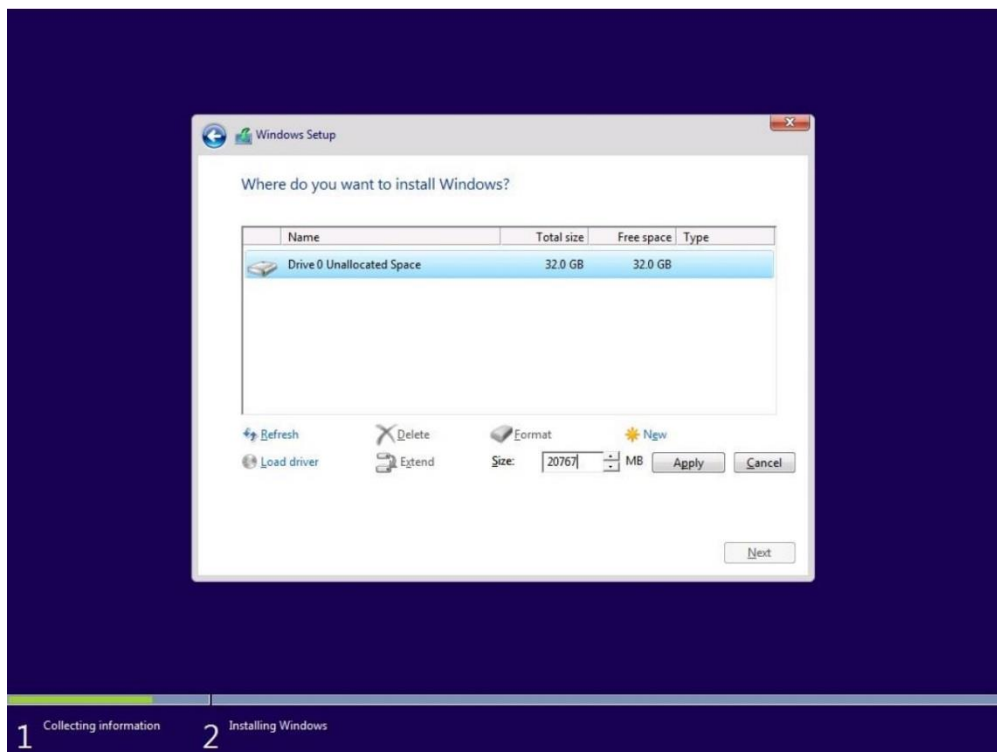 Windows Setup
Where do you want to install Windows?
Name Total size Free space Type
Drive 0 Unallocated Space 32.0 GB 32.0 GB
Refresh Delete Format New
Load driver Extend Size: 20767 MB Apply Cancel
Next
1 Collecting information 2 Installing Windows